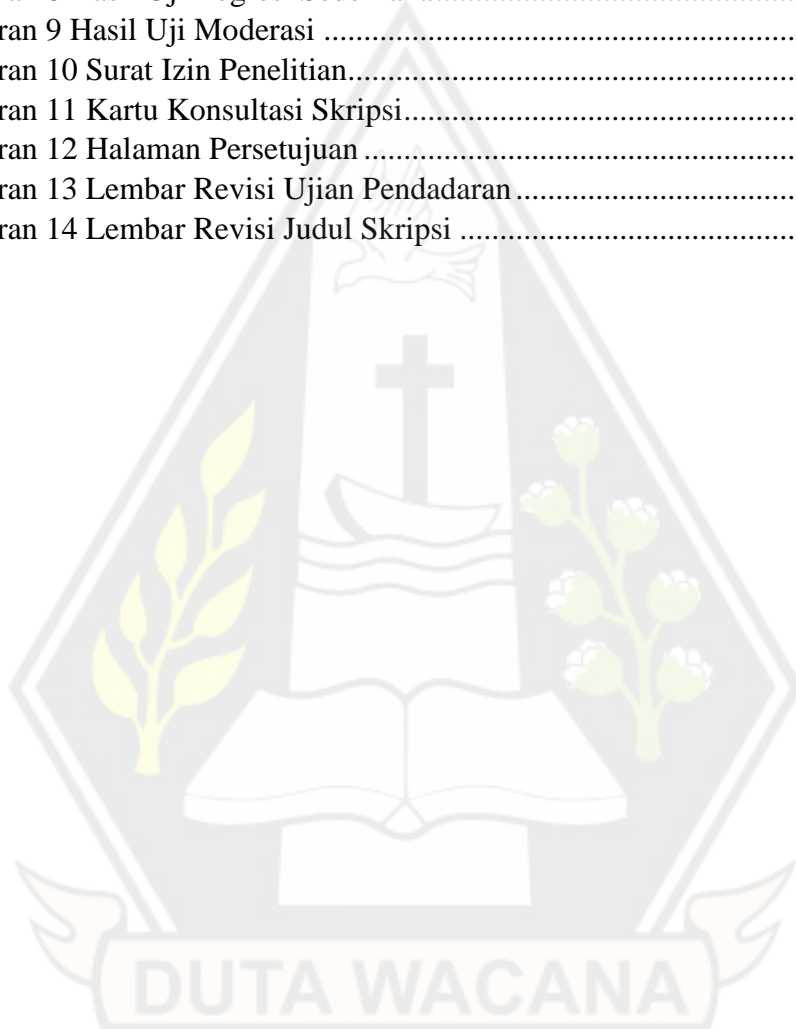 ran 9 Hasil Uji Moderasi ..........................................................................
ran 10 Surat Izin Penelitian......................................................................
ran 11 Kartu Konsultasi Skripsi..............................................................
ran 12 Halaman Persetujuan ....................................................................
ran 13 Lembar Revisi Ujian Pendadaran ...........................................
ran 14 Lembar Revisi Judul Skripsi ....................................................
DUTA WACANA